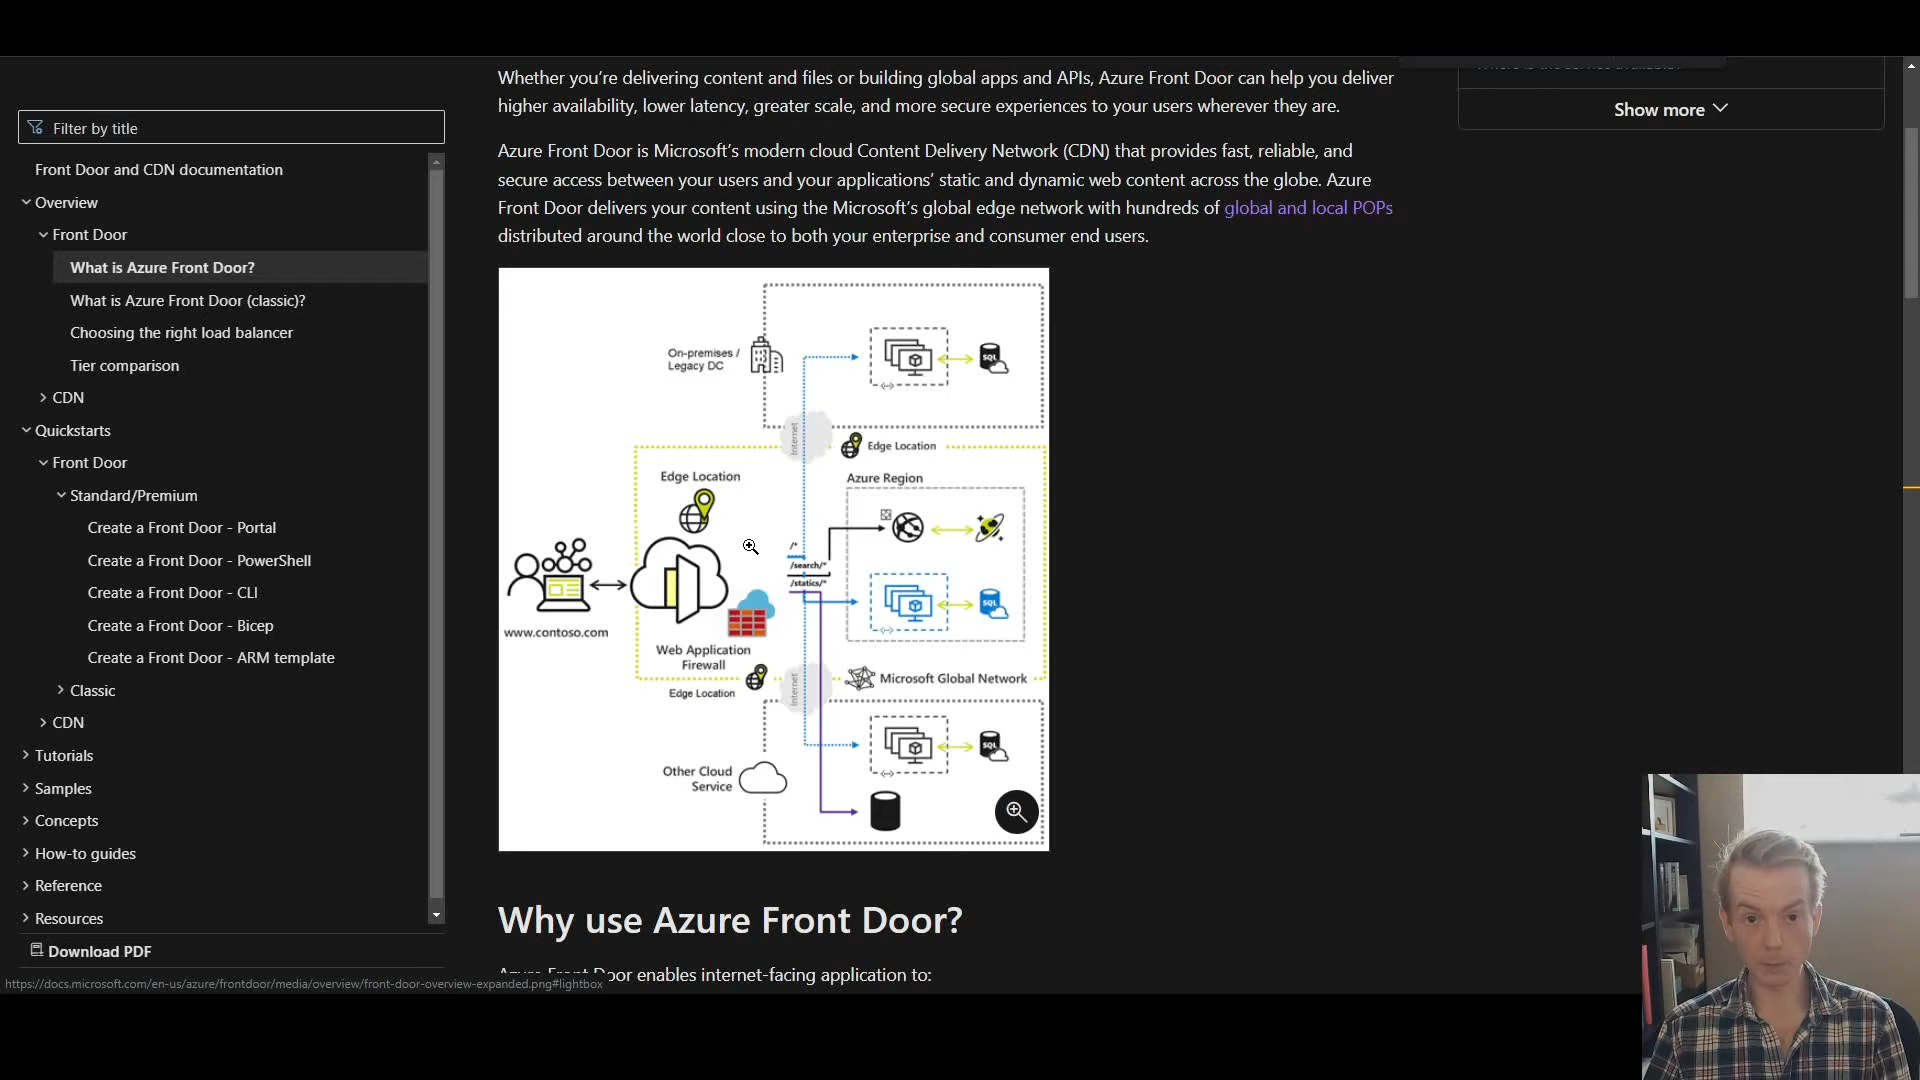 Whether you're delivering content and files or building global apps and APIs, Azure Front Door can help you deliver
higher availability, lower latency, greater scale, and more secure experiences to your users wherever they are.
Show more
Filter by title
Azure Front Door is Microsoft's modern cloud Content Delivery Network (CDN) that provides fast, reliable, and
secure access between your users and your applications' static and dynamic web content across the globe. Azure
Front Door delivers your content using the Microsoft's global edge network with hundreds of global and local POPs
distributed around the world close to both your enterprise and consumer end users.
Front Door and CDN documentation
Overview
Front Door
What is Azure Front Door?
What is Azure Front Door (classic)?
Choosing the right load balancer
Tier comparison
CDN
Quickstarts
Front Door
Standard/Premium
Create a Front Door - Portal
Create a Front Door - PowerShell
Create a Front Door - CLI
Create a Front Door - Bicep
Create a Front Door - ARM template
Classic
CDN
Tutorials
Samples
Concepts
How-to guides
Reference
Resources
Download PDF
On-premises /
Legacy DC
SQL
Internet
Edge Location
Edge Location
Azure Region
/*
/search/*
/statics/*
SQL
www.contoso.com
Web Application
Firewall
Edge Location
Internet
Microsoft Global Network
SQL
Other Cloud
Service
Why use Azure Front Door?
Azure Front Door enables internet-facing application to:
https://docs.microsoft.com/en-us/azure/frontdoor/media/overview/front-door-overview-expanded.png#lightbox